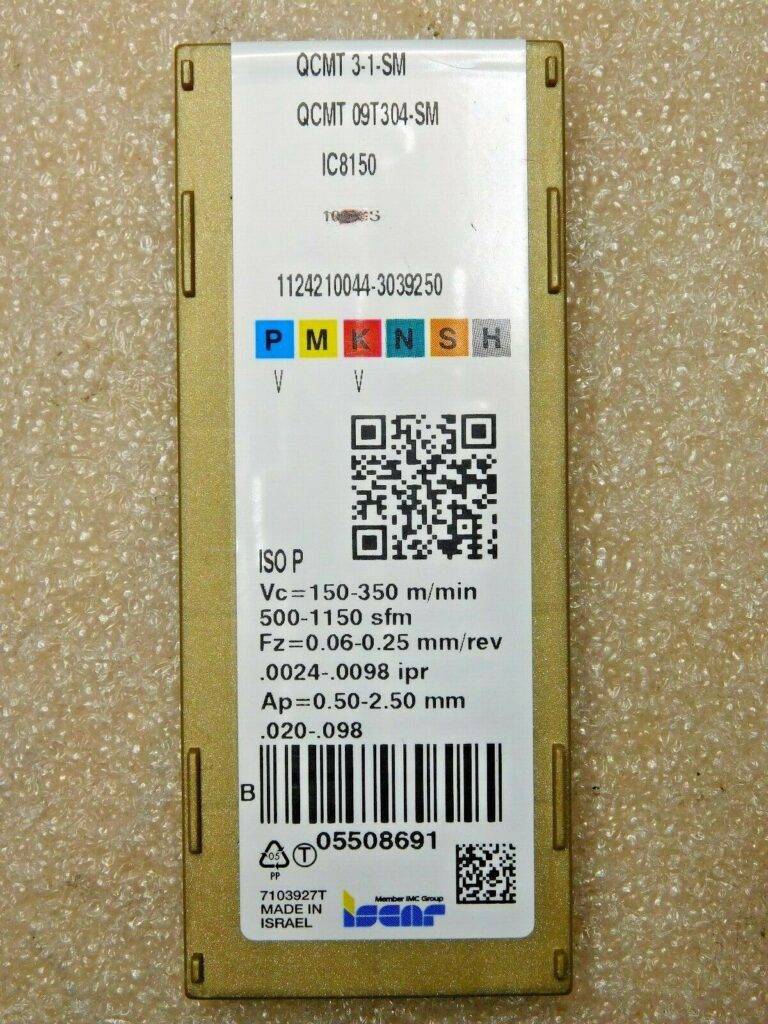 QCMT 3-1-SM
QCMT 09T304-SM
IC8150
1124210044-3039250
P M K N S H
V V
ISO P
Vc=150-350 m/min
500-1150 sfm
Fz=0.06-0.25 mm/rev
.0024-.0098 ipr
Ap=0.50-2.50 mm
.020-.098
B
05508691
05 T
PP
7103927T
MADE IN
ISRAEL
Member IMC Group
iscar